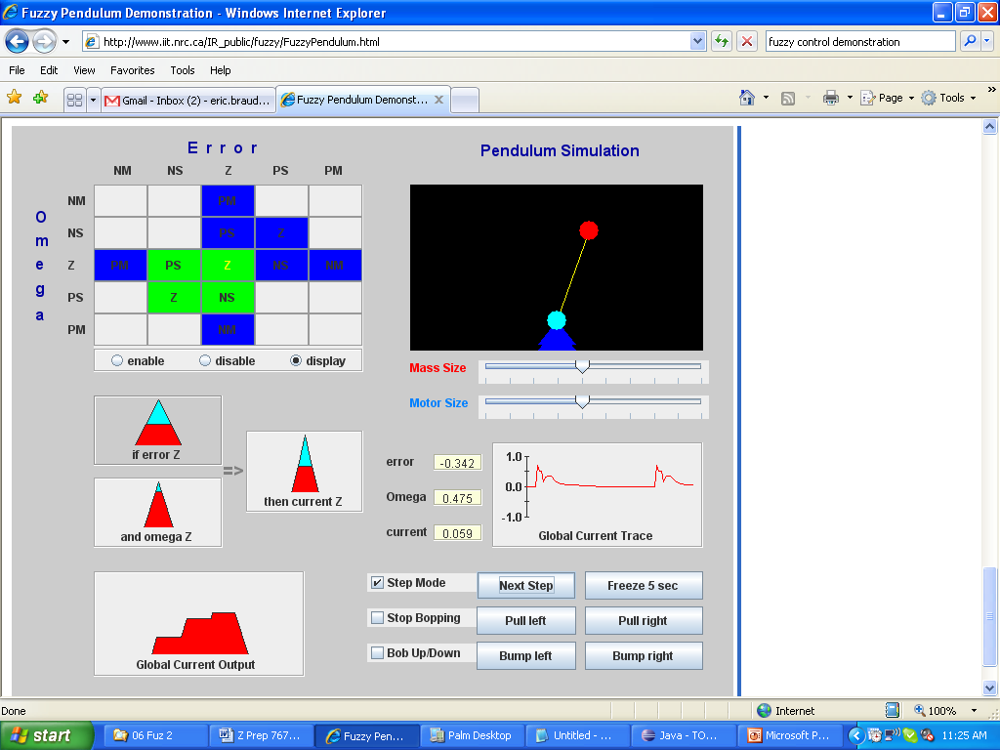 Fuzzy Pendulum Demonstration - Windows Internet Explorer
http://www.iit.nrc.ca/IR_public/fuzzy/FuzzyPendulum.html
fuzzy control demonstration
File Edit View Favorites Tools Help
Gmail - Inbox (2) - eric.braud...
Fuzzy Pendulum Demonst...
Page Tools
Error
NM NS Z PS PM
Omega
NM PM
NS PS Z
Z PM PS Z NS NM
PS Z NS
PM NM
enable disable display
Pendulum Simulation
Mass Size
Motor Size
if error Z
and omega Z
=>
then current Z
error -0.342
Omega 0.475
current 0.059
1.0
0.0
-1.0
Global Current Trace
Global Current Output
Step Mode Next Step Freeze 5 sec
Stop Bopping Pull left Pull right
Bob Up/Down Bump left Bump right
Done Internet 100%
start 06 Fuz 2 Z Prep 767... Fuzzy Pen... Palm Desktop Untitled - ... Java - TO... Microsoft P... 11:25 AM